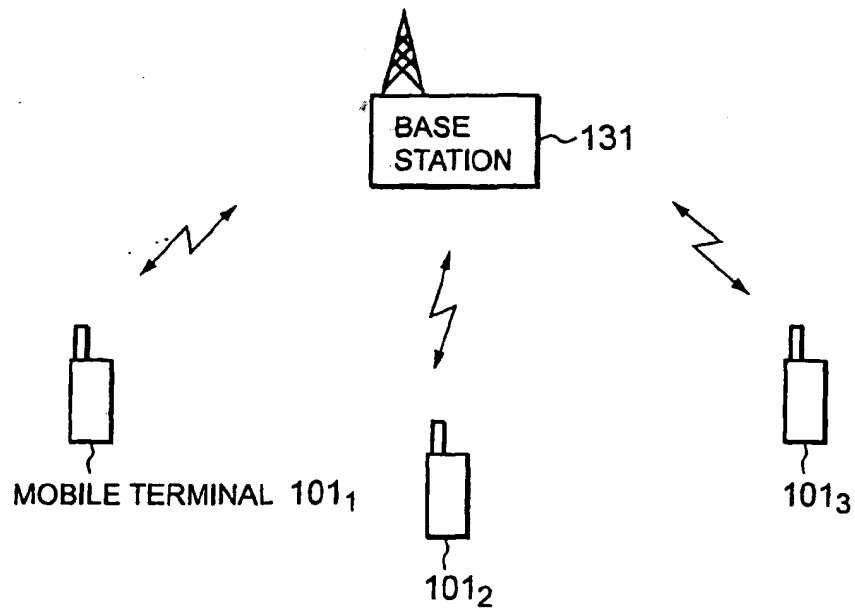 BASE
STATION
131
MOBILE TERMINAL 101₁
101₂
101₃